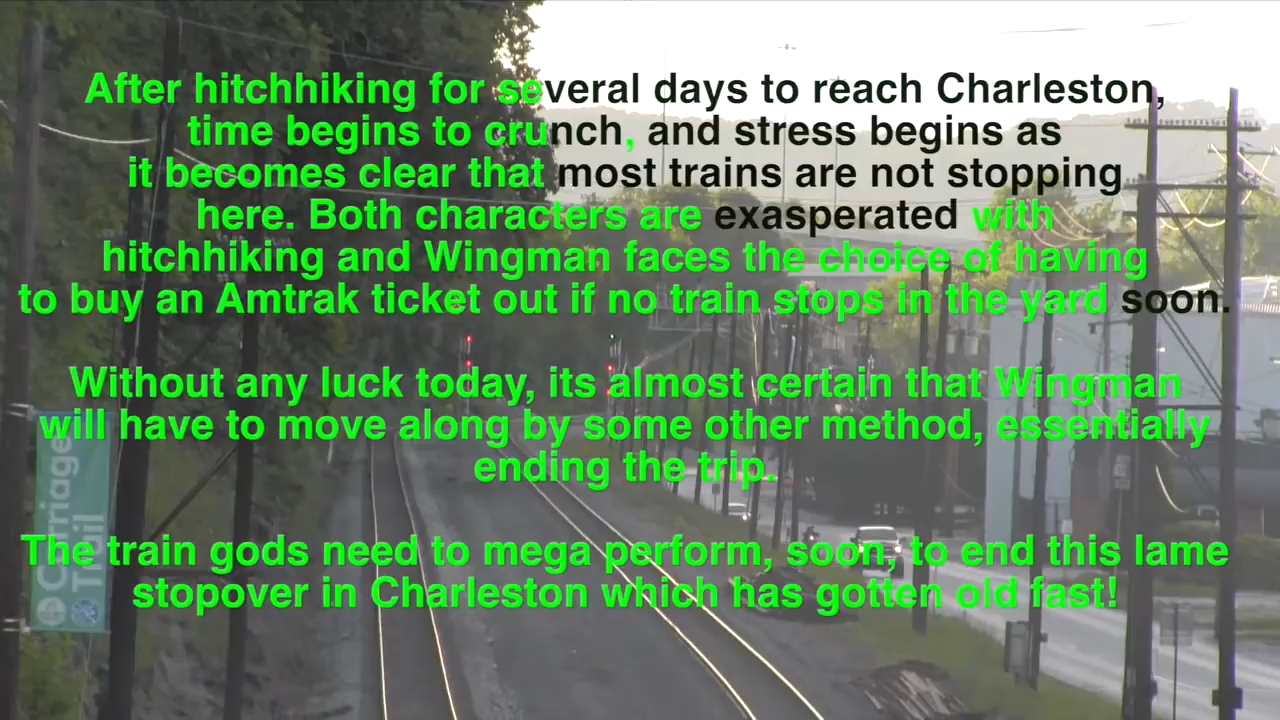 After hitchhiking for several days to reach Charleston,
time begins to crunch, and stress begins as
it becomes clear that most trains are not stopping
here. Both characters are exasperated with
hitchhiking and Wingman faces the choice of having
to buy an Amtrak ticket out if no train stops in the yard soon.
Without any luck today, its almost certain that Wingman
will have to move along by some other method, essentially
ending the trip.
The train gods need to mega perform, soon, to end this lame
stopover in Charleston which has gotten old fast!
Carriage
Trail